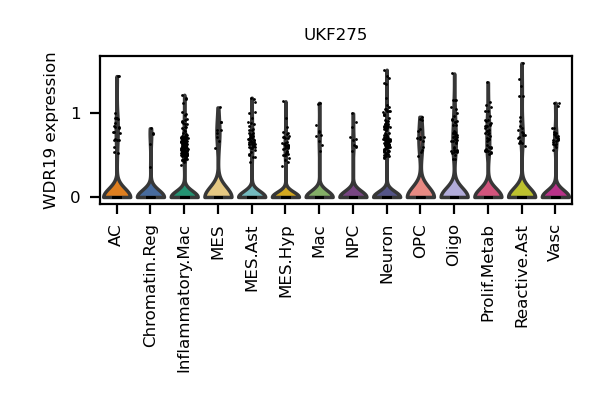 UKF275
WDR19 expression
1
0
AC
Chromatin.Reg
Inflammatory.Mac
MES
MES.Ast
MES.Hyp
Mac
NPC
Neuron
OPC
Oligo
Prolif.Metab
Reactive.Ast
Vasc